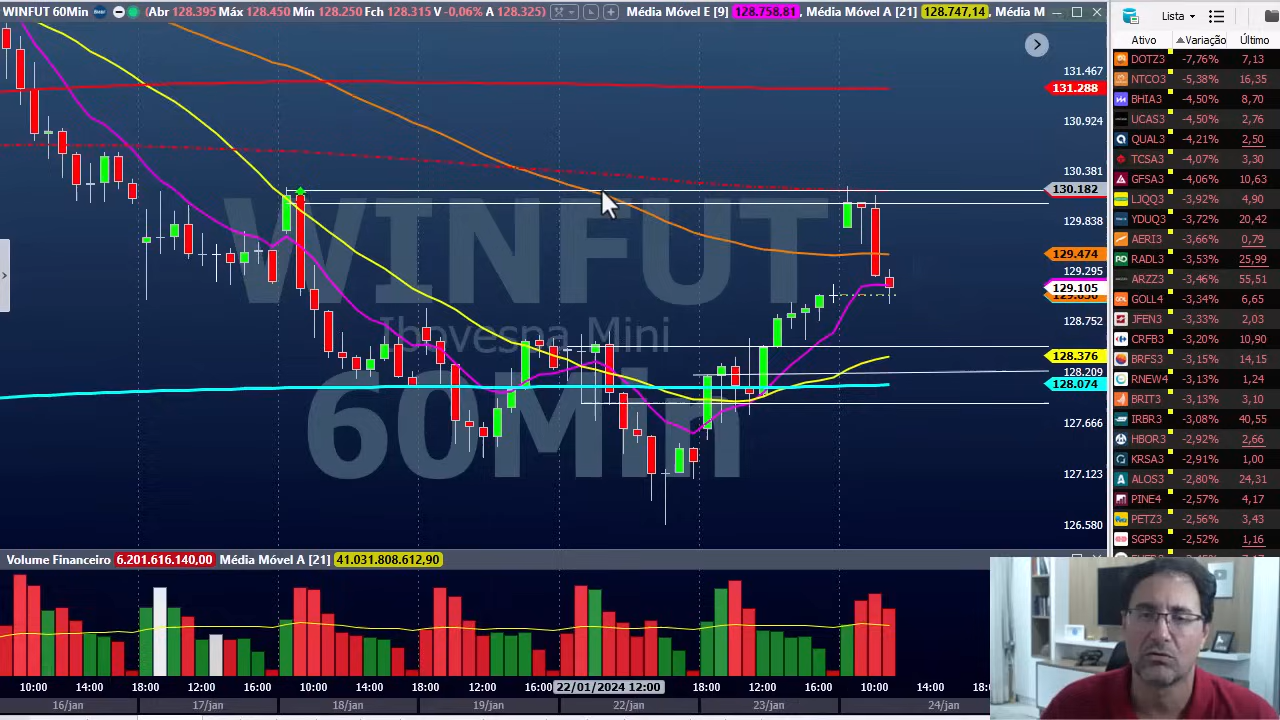 WINFUT 60Min (Abr 128.395 Máx 128.450 Mín 128.250 Fch 128.315 V -0,06% A 128.325) Média Móvel E [9] 128.758,81 , Média Móvel A [21] 128.747,14 , Média M
Lista
Ativo Variação Último
131.467
131.288
130.924
130.381
130.182
129.838
129.474
129.295
129.105
128.752
128.376
128.209
128.074
127.666
127.123
126.580
WINFUT
Ibovespa Mini
60Min
DOTZ3 -7,76% 7,13
NTCO3 -5,38% 16,35
BHIA3 -4,50% 8,70
UCAS3 -4,21% 2,76
QUAL3 -4,14% 2,50
TCSA3 -4,07% 3,30
GFSA3 -4,06% 10,63
LJQQ3 -3,92% 4,90
YDUQ3 -3,72% 20,42
AERI3 -3,66% 0,79
RADL3 -3,53% 25,99
ARZZ3 -3,46% 55,51
GOLL4 -3,34% 6,65
JFEN3 -3,33% 2,03
CRFB3 -3,20% 10,90
BRFS3 -3,15% 14,15
RNEW4 -3,13% 1,24
BRIT3 -3,13% 3,10
IRBR3 -3,08% 40,55
HBOR3 -2,92% 2,66
KRSA3 -2,91% 1,00
ALOS3 -2,80% 24,31
PINE4 -2,57% 4,17
PETZ3 -2,56% 3,43
SGPS3 -2,52% 1,16
Volume Financeiro 6.201.616.140,00 Média Móvel A [21] 41.031.808.612,90
10:00 14:00 18:00 12:00 16:00 10:00 14:00 18:00 12:00 16:00 22/01/2024 12:00 18:00 12:00 16:00 10:00 14:00 18:
16/jan 17/jan 18/jan 19/jan 22/jan 23/jan 24/jan